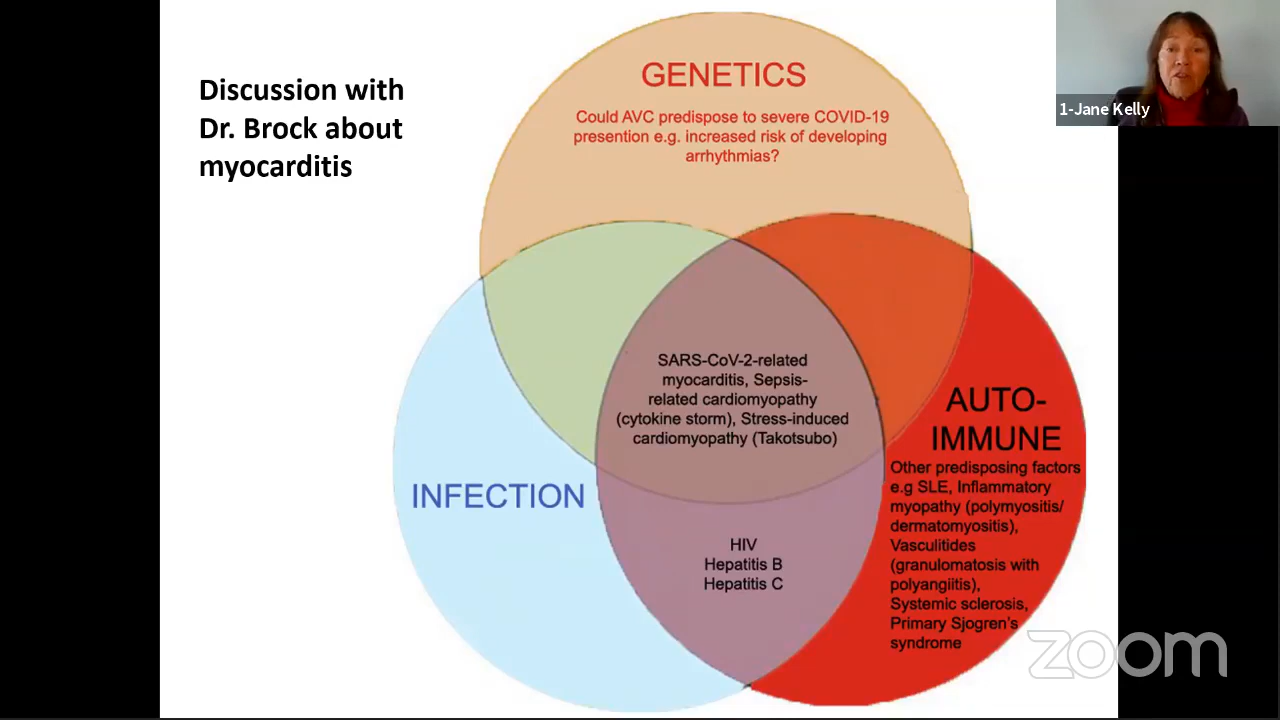 Discussion with
Dr. Brock about
myocarditis
GENETICS
Could AVC predispose to severe COVID-19
presentation e.g. increased risk of developing
arrhythmias?
SARS-CoV-2-related
myocarditis, Sepsis-
related cardiomyopathy
(cytokine storm), Stress-induced
cardiomyopathy (Takotsubo)
INFECTION
HIV
Hepatitis B
Hepatitis C
AUTO-
IMMUNE
Other predisposing factors
e.g SLE, Inflammatory
myopathy (polymyositis/
dermatomyositis),
Vasculitides
(granulomatosis with
polyangiitis),
Systemic sclerosis,
Primary Sjogren's
syndrome
1-Jane Kelly
zoom